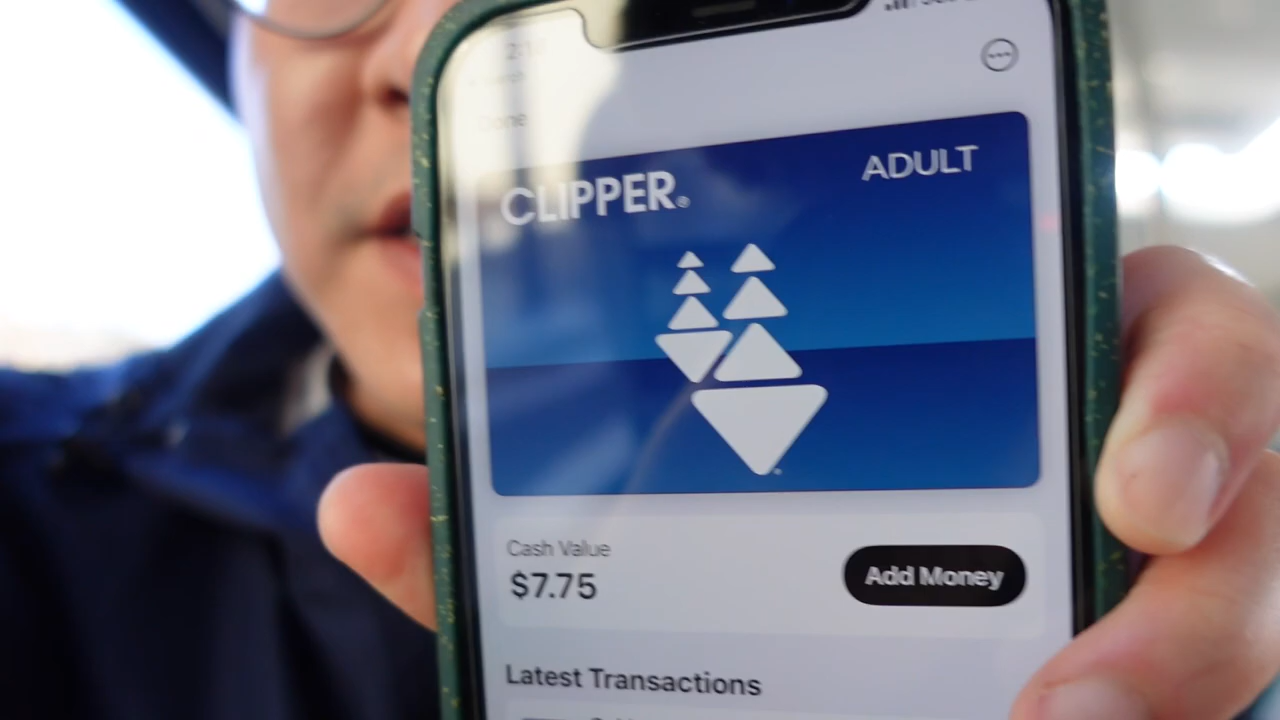 CLIPPER®
ADULT
Cash Value
$7.75
Add Money
Latest Transactions